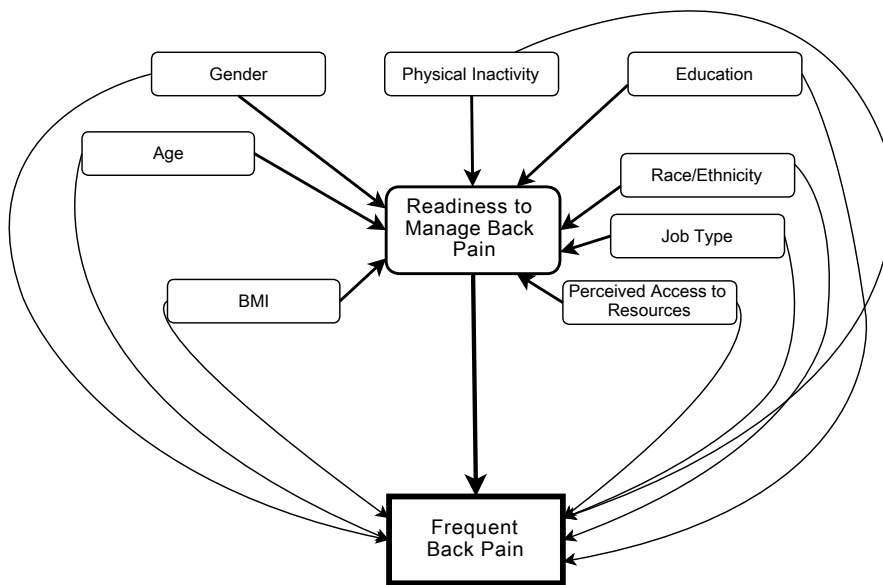 Gender
Physical Inactivity
Education
Age
Race/Ethnicity
Readiness to
Manage Back
Pain
Job Type
BMI
Perceived Access to
Resources
Frequent
Back Pain